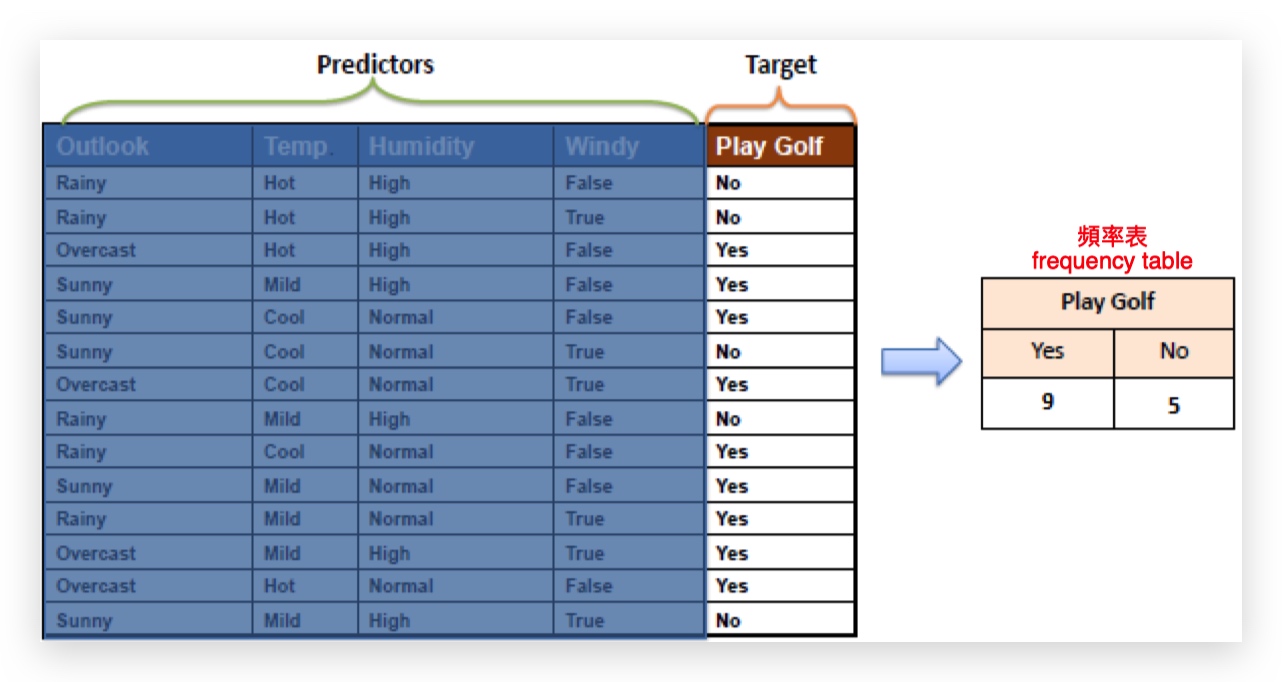 Predictors Target
Outlook Temp. Humidity Windy Play Golf
Rainy Hot High False No
Rainy Hot High True No
Overcast Hot High False Yes
Sunny Mild High False Yes
Sunny Cool Normal False Yes
Sunny Cool Normal True No
Overcast Cool Normal True Yes
Rainy Mild High False No
Rainy Cool Normal False Yes
Sunny Mild Normal False Yes
Rainy Mild Normal True Yes
Overcast Mild High True Yes
Overcast Hot Normal False Yes
Sunny Mild High True No
頻率表
frequency table
Play Golf
Yes No
9 5